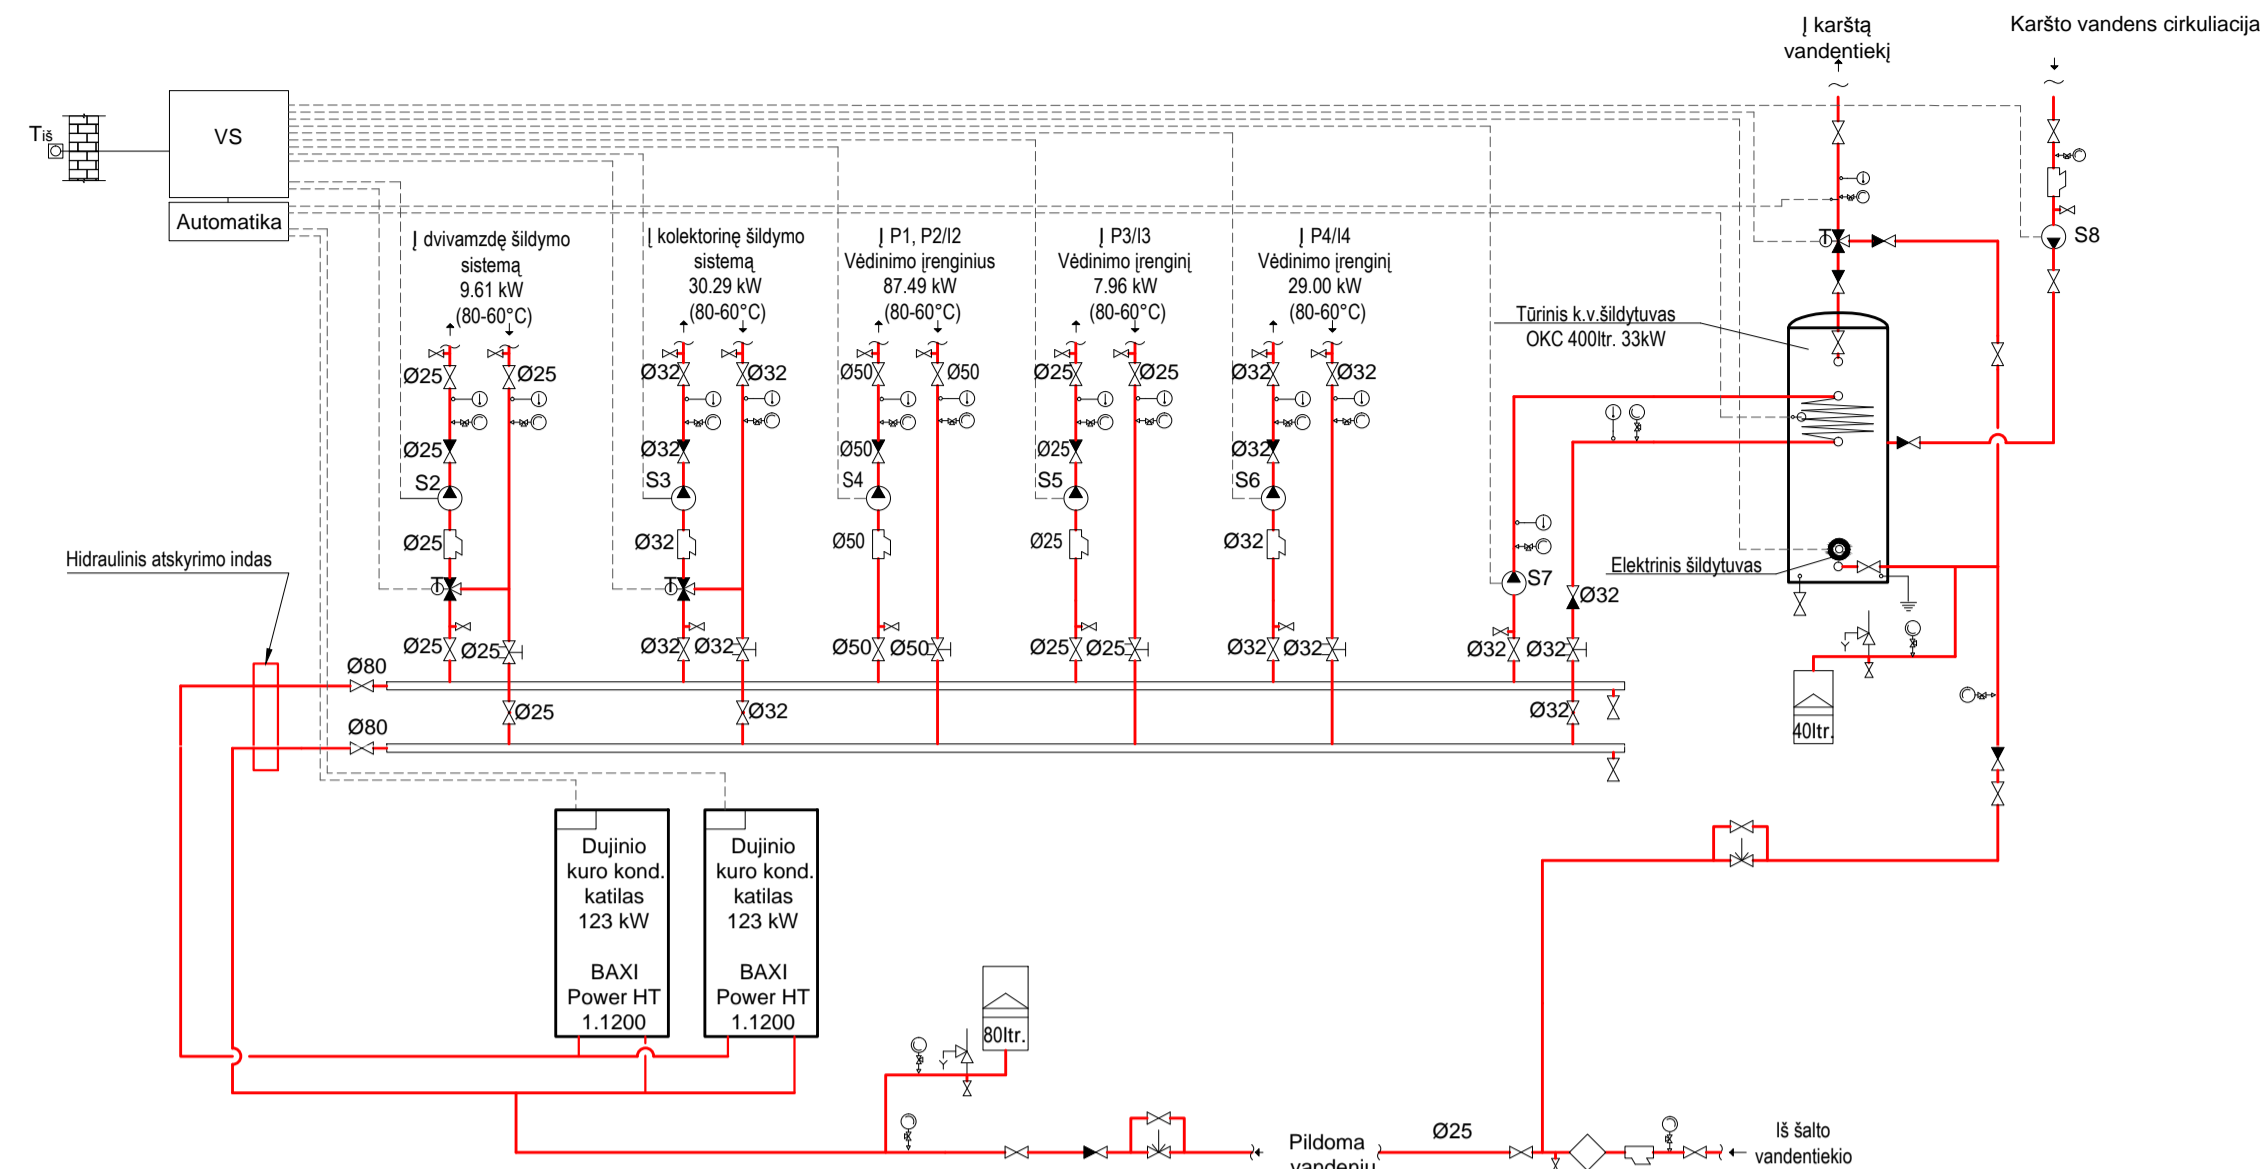 Į karštą
vandentiekį
Karšto vandens cirkuliacija
Tiš
VS
Automatika
Į dvivamzdę šildymo
sistemą
9.61 kW
(80-60°C)
Į kolektorinę šildymo
sistemą
30.29 kW
(80-60°C)
Į P1, P2/I2
Vėdinimo įrenginius
87.49 kW
(80-60°C)
Į P3/I3
Vėdinimo įrenginį
7.96 kW
(80-60°C)
Į P4/I4
Vėdinimo įrenginį
29.00 kW
(80-60°C)
T
S8
Tūrinis k.v.šildytuvas
OKC 400ltr. 33kW
Ø25 Ø25 Ø32 Ø32 Ø50 Ø50 Ø25 Ø25 Ø32 Ø32
Ø25 Ø32 Ø50 Ø25 Ø32
S2 S3 S4 S5 S6
Ø25 Ø32 Ø50 Ø25 Ø32
Hidraulinis atskyrimo indas
Elektrinis šildytuvas
T T
S7
Ø32
Ø25 Ø25 Ø32 Ø32 Ø50 Ø50 Ø25 Ø25 Ø32 Ø32 Ø32 Ø32
Ø80
Ø25 Ø32 Ø32
Ø80
40ltr.
Dujinio
kuro kond.
katilas
123 kW
BAXI
Power HT
1.1200
Dujinio
kuro kond.
katilas
123 kW
BAXI
Power HT
1.1200
80ltr.
Pildoma
vandeniu
Ø25
Iš šalto
vandentiekio